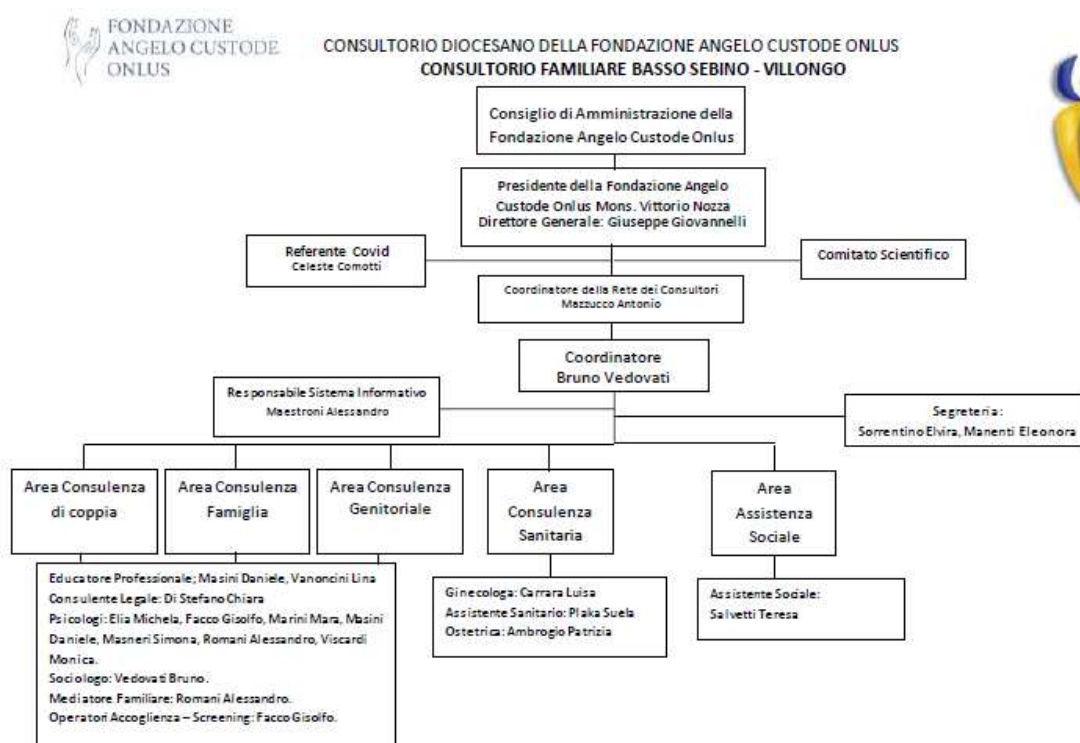 FONDAZIONE
ANGELO CUSTODE
ONLUS
CONSULTORIO DIOCESANO DELLA FONDAZIONE ANGELO CUSTODE ONLUS
CONSULTORIO FAMILIARE BASSO SEBINO - VILLONGO
Consiglio di Amministrazione della
Fondazione Angelo Custode Onlus
Presidente della Fondazione Angelo
Custode Onlus Mons. Vittorio Nozza
Direttore Generale: Giuseppe Giovannelli
Referente Covid
Celeste Comotti
Comitato Scientifico
Coordinatore della Rete dei Consultori
Mazzucco Antonio
Coordinatore
Bruno Vedovati
Responsabile Sistema Informativo
Maestroni Alessandro
Segreteria:
Sorrentino Elvira, Manenti Eleonora
Area Consulenza
di coppia
Area Consulenza
Famiglia
Area Consulenza
Genitoriale
Area
Consulenza
Sanitaria
Area
Assistenza
Sociale
Educatore Professionale; Masini Daniele, Vanoncini Lina
Consulente Legale: Di Stefano Chiara
Psicologi: Elia Michela, Facco Gisolfo, Marini Mara, Masini
Daniele, Masneri Simona, Romani Alessandro, Viscardi
Monica.
Sociologo: Vedovati Bruno.
Mediatore Familiare: Romani Alessandro.
Operatori Accoglienza – Screening: Facco Gisolfo.
Ginecologa: Carrara Luisa
Assistente Sanitario: Plaka Suela
Ostetrica: Ambrogio Patrizia
Assistente Sociale:
Salvetti Teresa